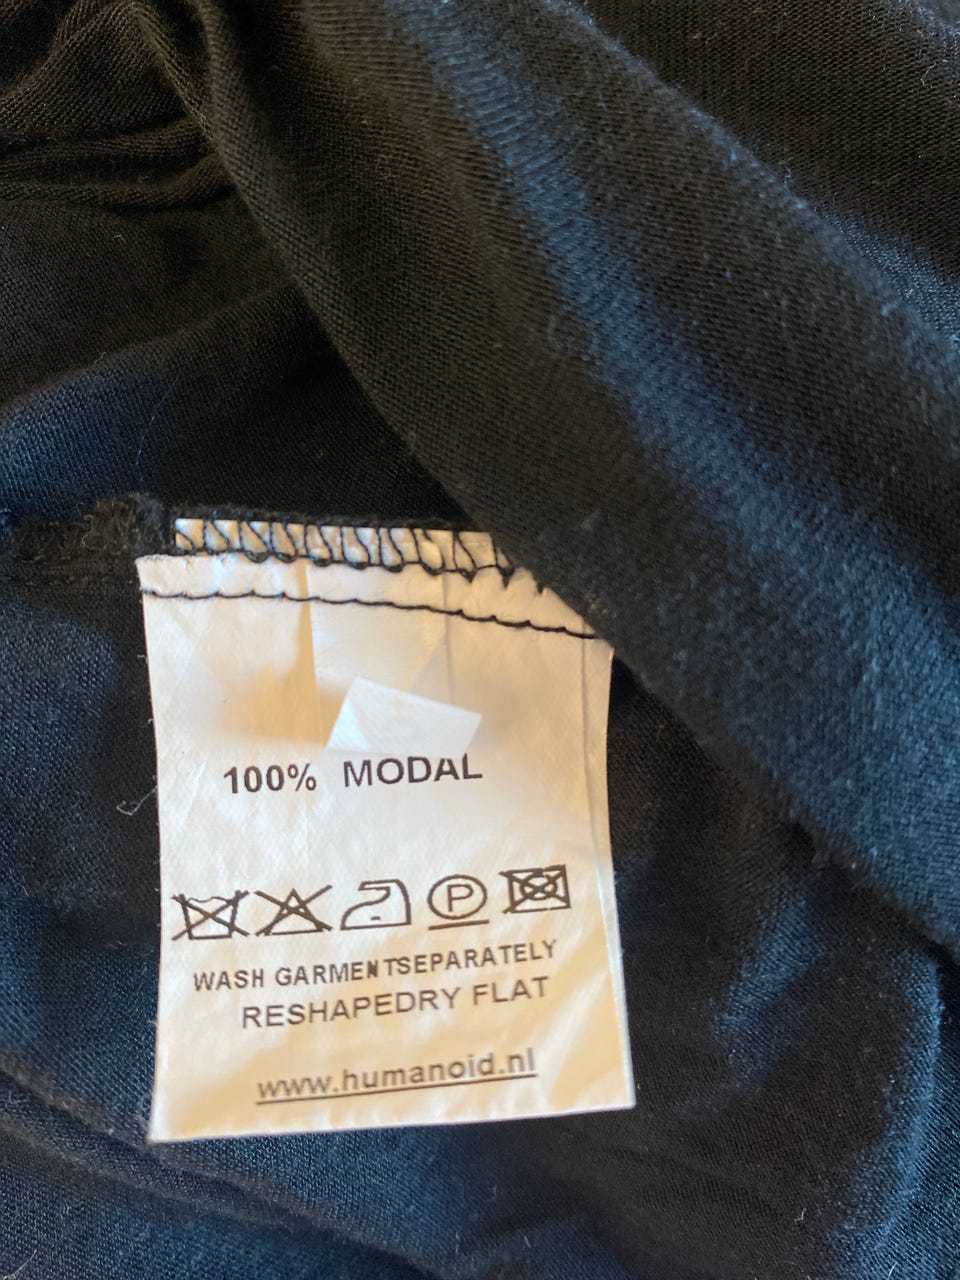 100% MODAL
P
WASH GARMENTSEPARATELY
RESHAPEDRY FLAT
www.humanoid.nl